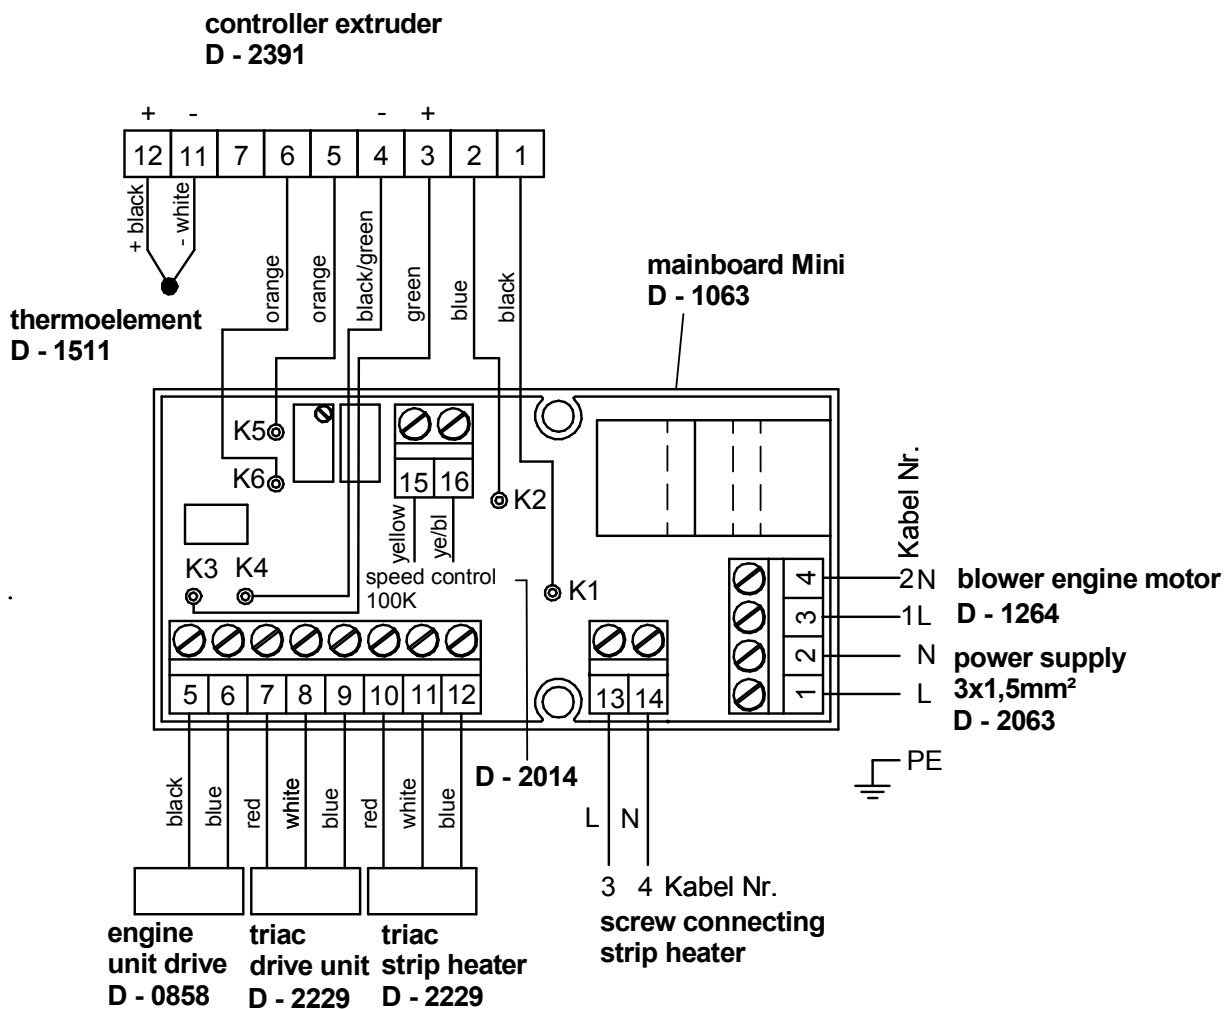 controller extruder
D - 2391
+ - - +
12 11 7 6 5 4 3 2 1
+ black
- white
orange
orange
black/green
green
blue
black
thermoelement
D - 1511
mainboard Mini
D - 1063
K5
K6
15 16
yellow
ye/bl
K2
K3 K4
speed control
100K
K1
Kabel Nr.
4 2 N
3 1 L
2 N
1 L
blower engine motor
D - 1264
power supply
3x1,5mm²
D - 2063
PE
5 6 7 8 9 10 11 12
13 14
D - 2014
black
blue
red
white
blue
red
white
blue
L N
3 4 Kabel Nr.
screw connecting
strip heater
engine
unit drive
D - 0858
triac
drive unit
D - 2229
triac
strip heater
D - 2229